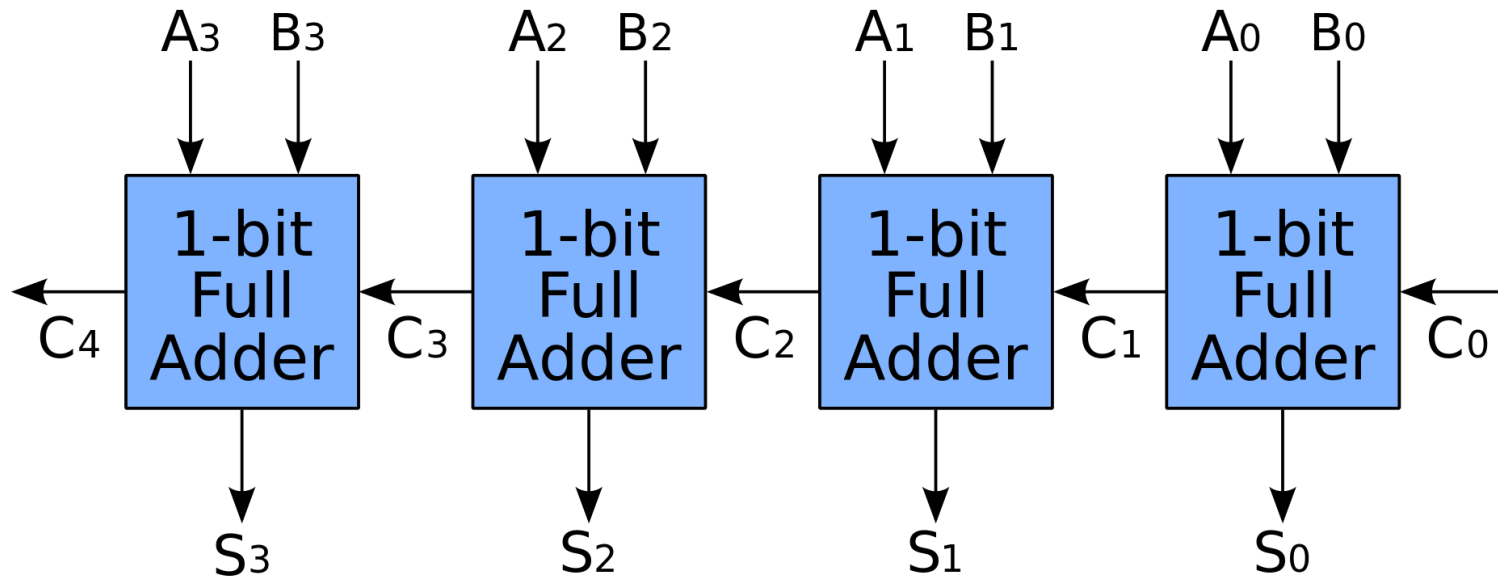 A3 B3 A2 B2 A1 B1 A0 B0
1-bit Full Adder
1-bit Full Adder
1-bit Full Adder
1-bit Full Adder
C4 C3 C2 C1 C0
S3 S2 S1 S0